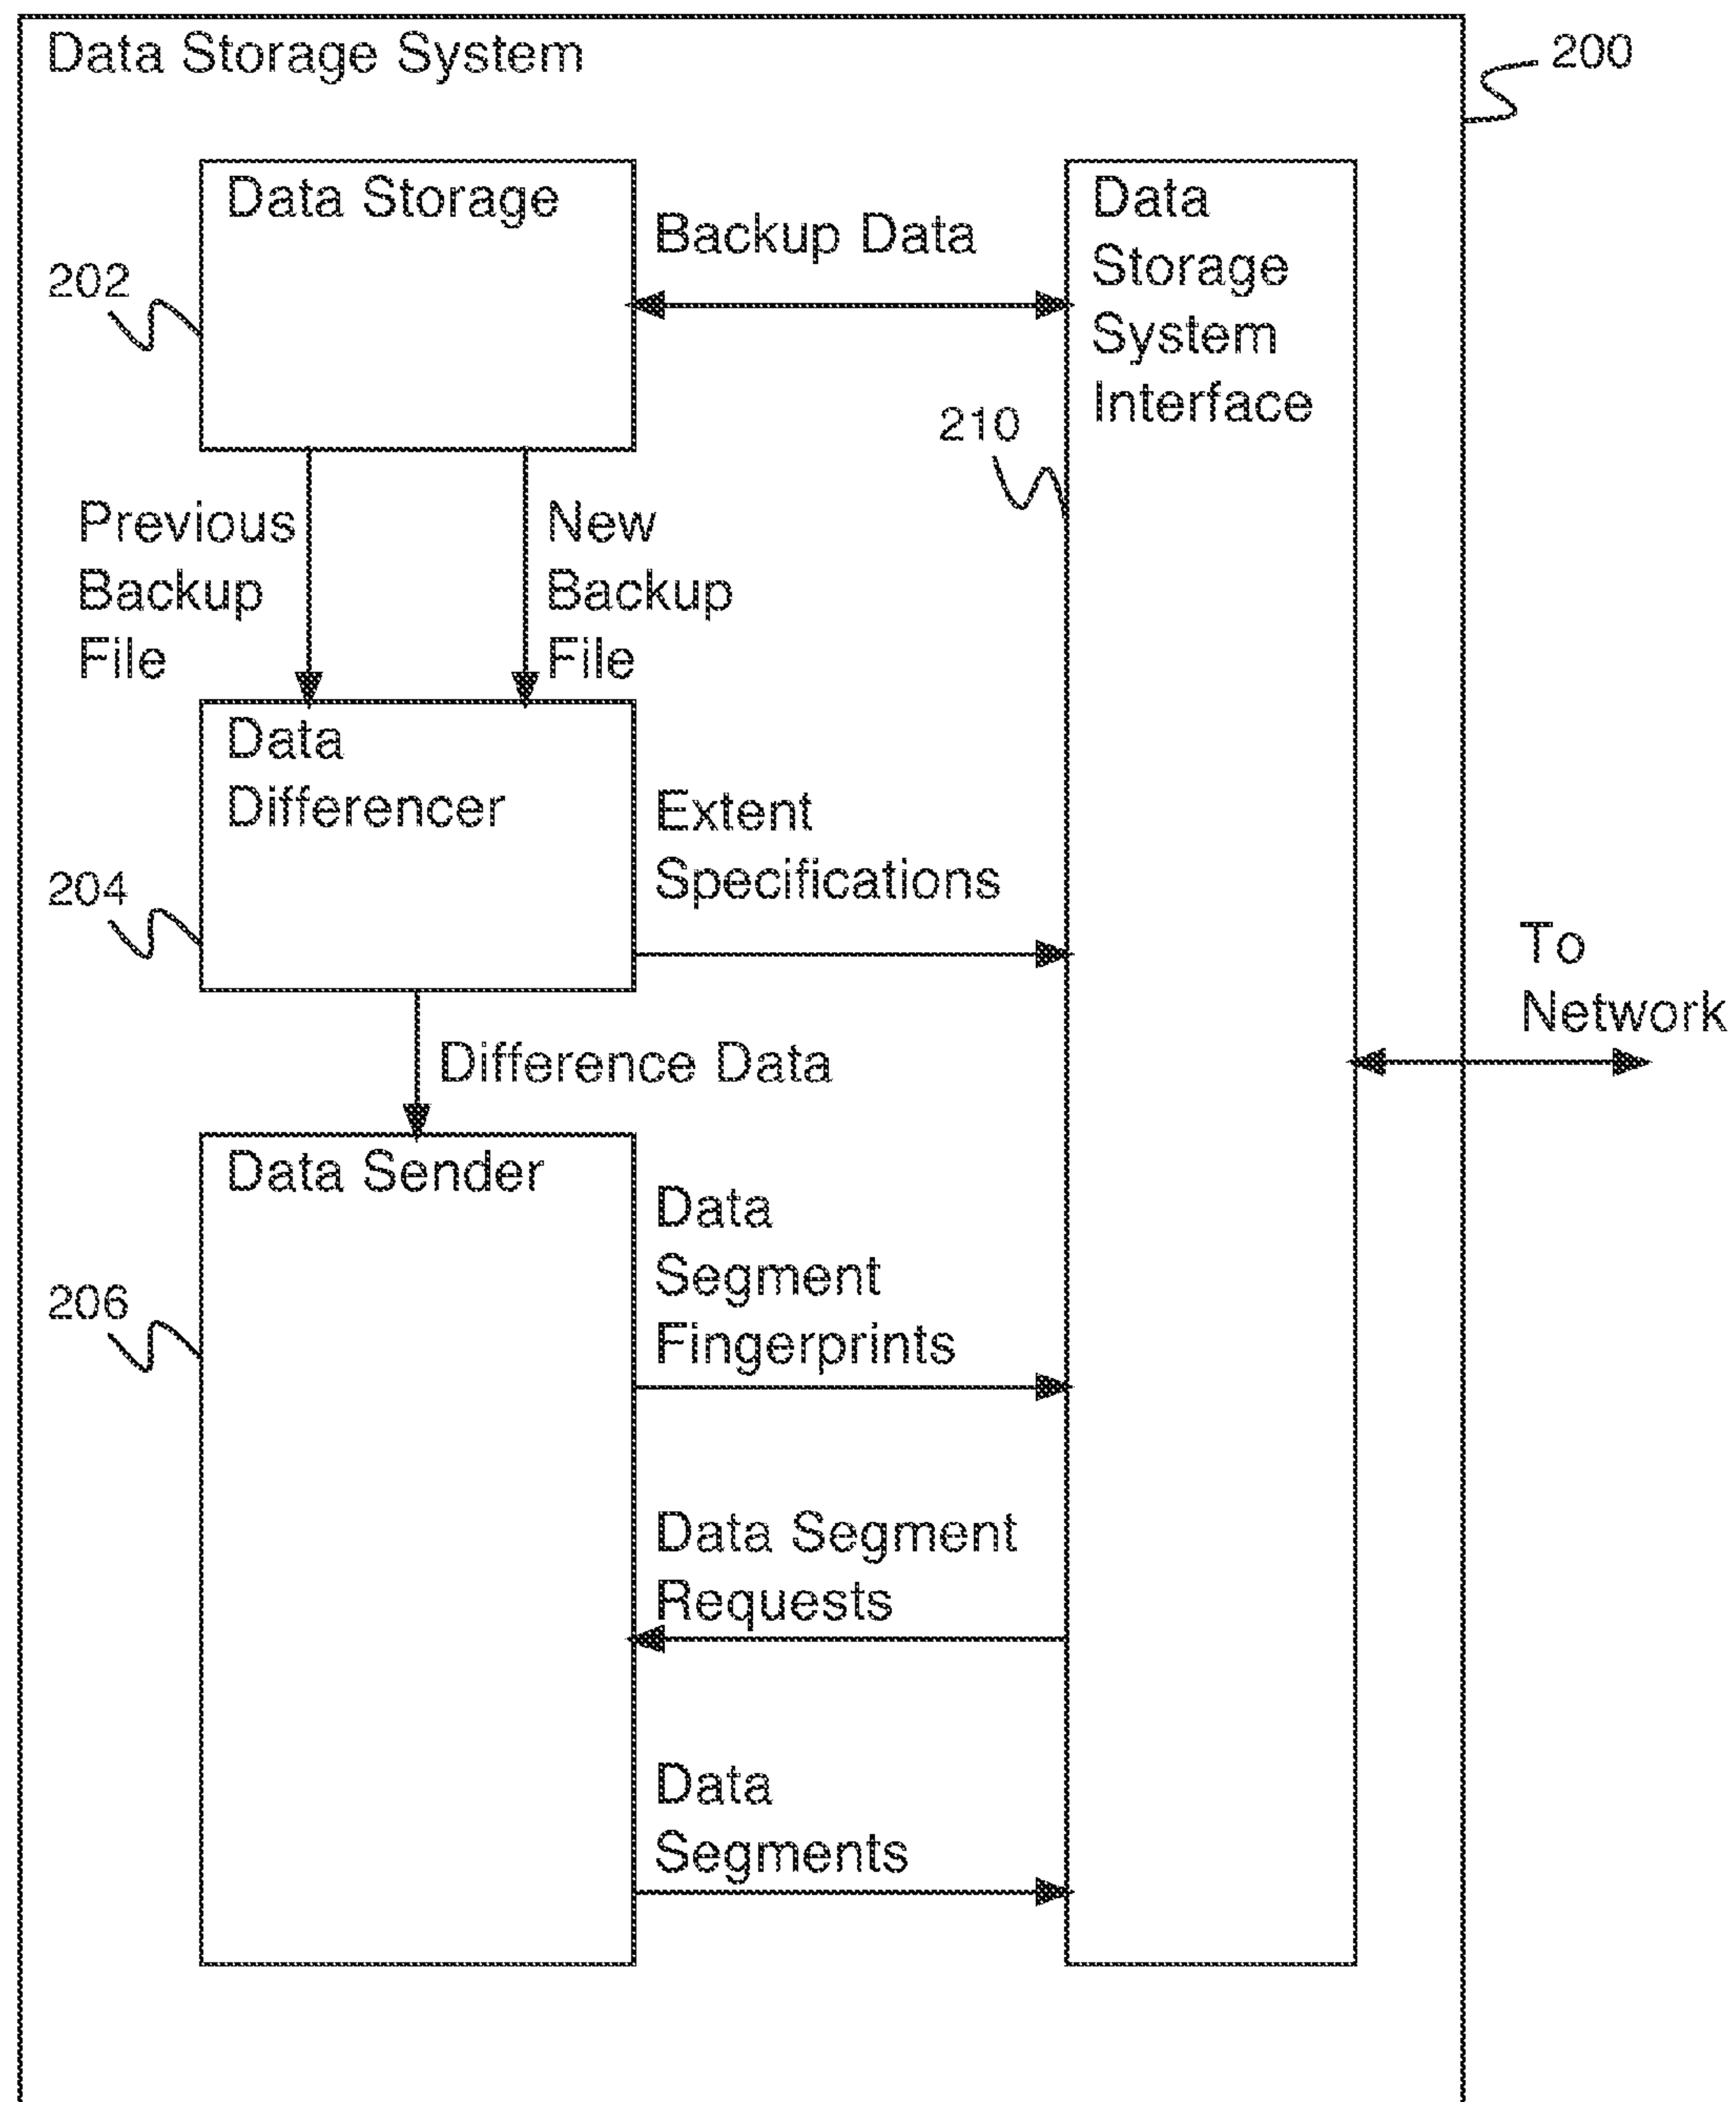 Data Storage System
200
Data Storage
202
Backup Data
Data
Storage
System
Interface
210
Previous
Backup
File
New
Backup
File
Data
Differencer
204
Extent
Specifications
To
Network
Difference Data
Data Sender
206
Data
Segment
Fingerprints
Data Segment
Requests
Data
Segments